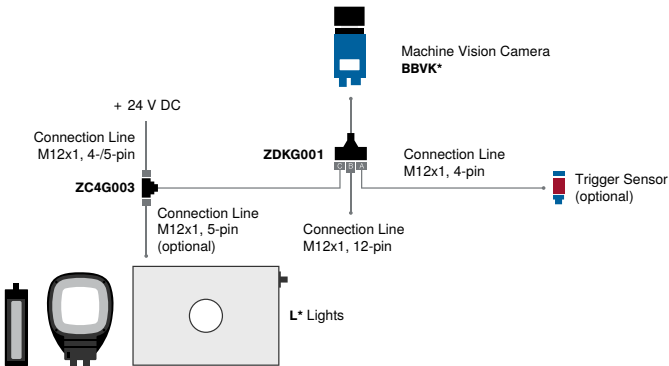 Machine Vision Camera
BBVK*
+ 24 V DC
Connection Line
M12x1, 4-/5-pin
ZDKG001
C B A
Connection Line
M12x1, 4-pin
ZC4G003
Trigger Sensor
(optional)
Connection Line
M12x1, 5-pin
(optional)
Connection Line
M12x1, 12-pin
L* Lights